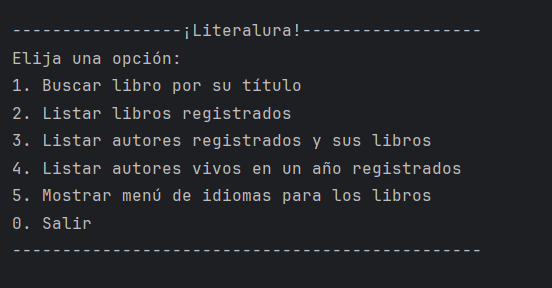 -----------------¡Literalura!------------------
Elija una opción:
1. Buscar libro por su título
2. Listar libros registrados
3. Listar autores registrados y sus libros
4. Listar autores vivos en un año registrados
5. Mostrar menú de idiomas para los libros
0. Salir
-----------------------------------------------